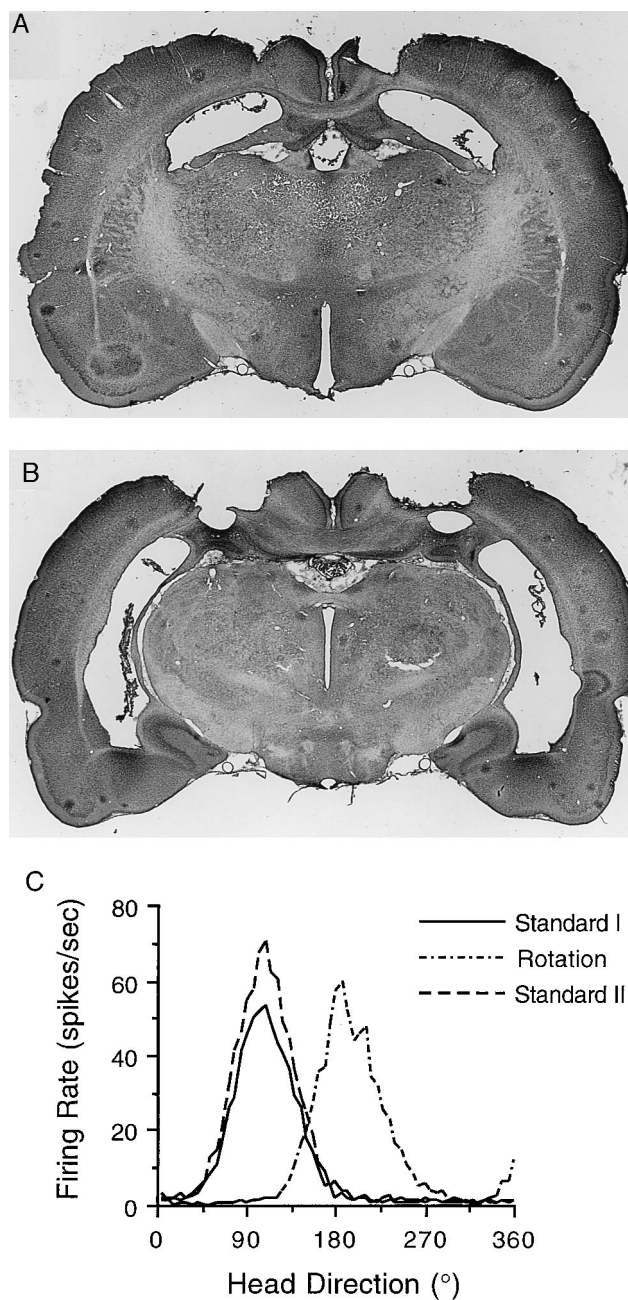 A
B
C
80
60
40
20
0
Firing Rate (spikes/sec)
Standard I
Rotation
Standard II
0
90
180
270
360
Head Direction (°)